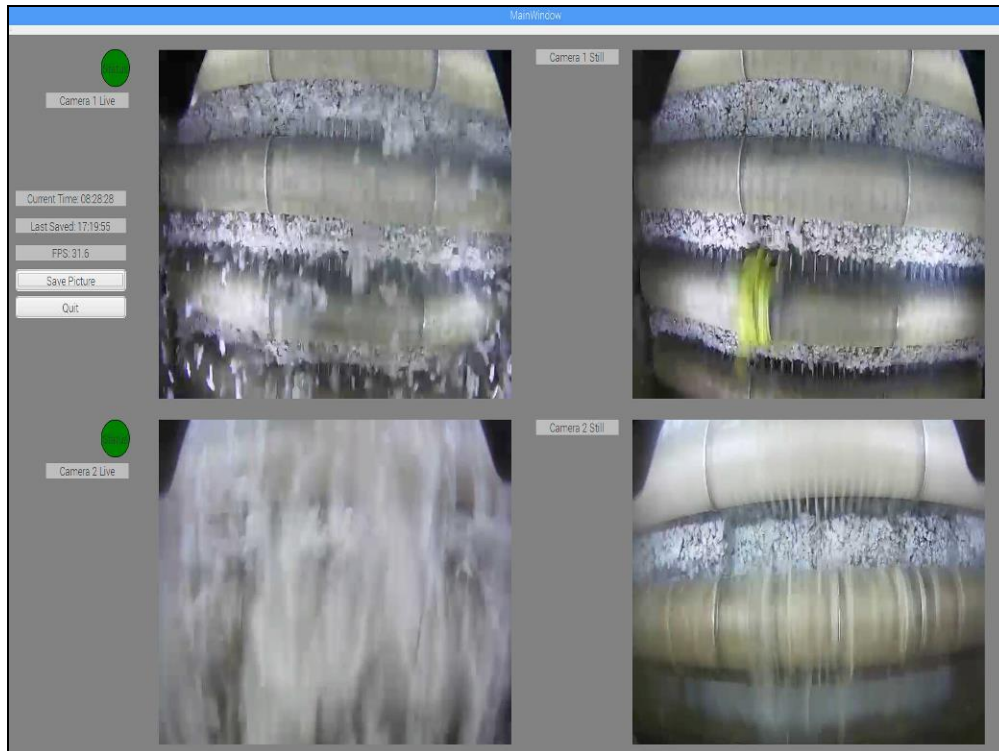 MainWindow
Camera 1 Live
Camera 1 Still
Current Time: 08:28:28
Last Saved: 17:19:55
FPS: 31.6
Save Picture
Quit
Camera 2 Live
Camera 2 Still